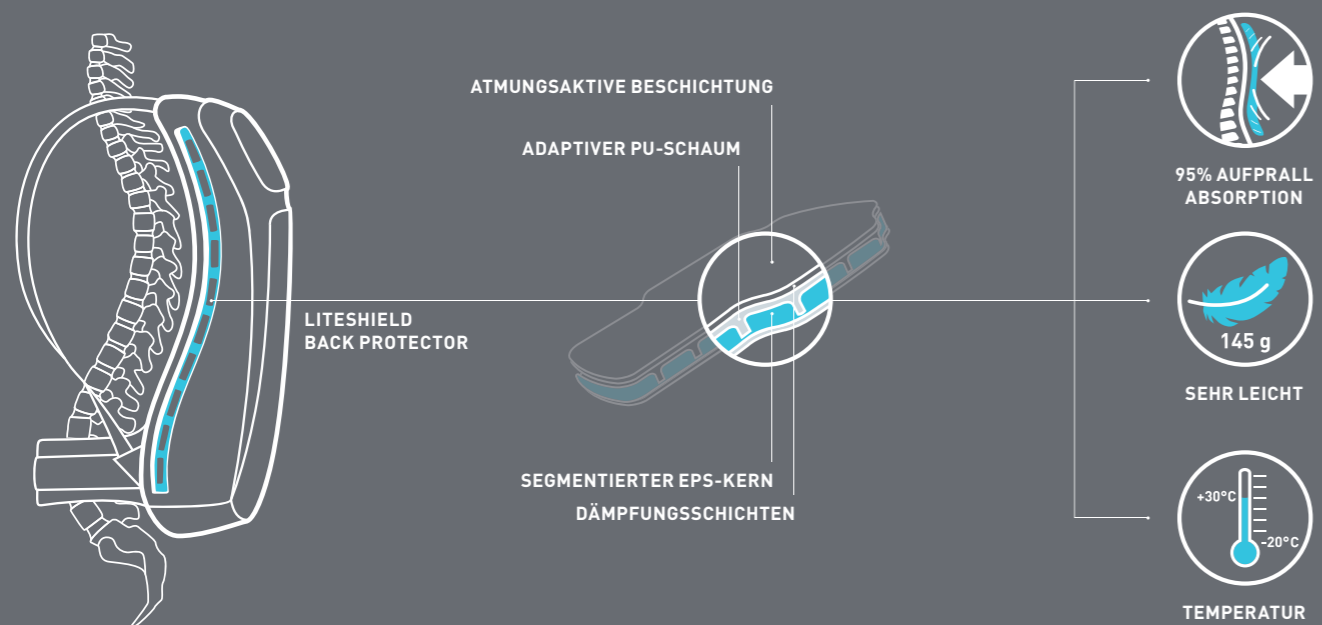 ATMUNGSAKTIVE BESCHICHTUNG
ADAPTIVER PU-SCHAUM
LITESHIELD
BACK PROTECTOR
SEGMENTIERTER EPS-KERN
DÄMPFUNGSSCHICHTEN
95% AUFPRALL
ABSORPTION
145 g
SEHR LEICHT
+30°C
-20°C
TEMPERATUR